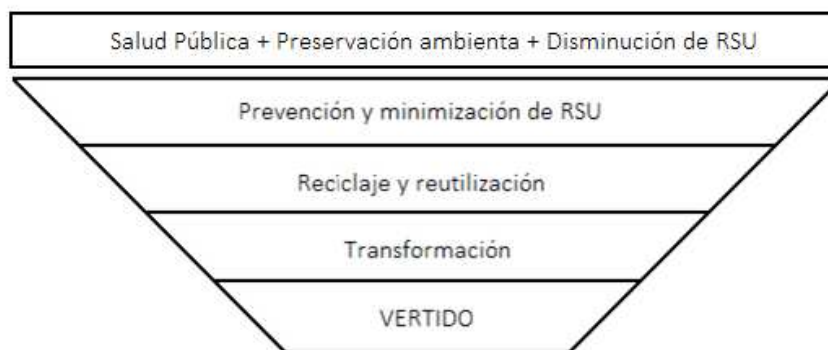 Salud Pública + Preservación ambienta + Disminución de RSU
Prevención y minimización de RSU
Reciclaje y reutilización
Transformación
VERTIDO